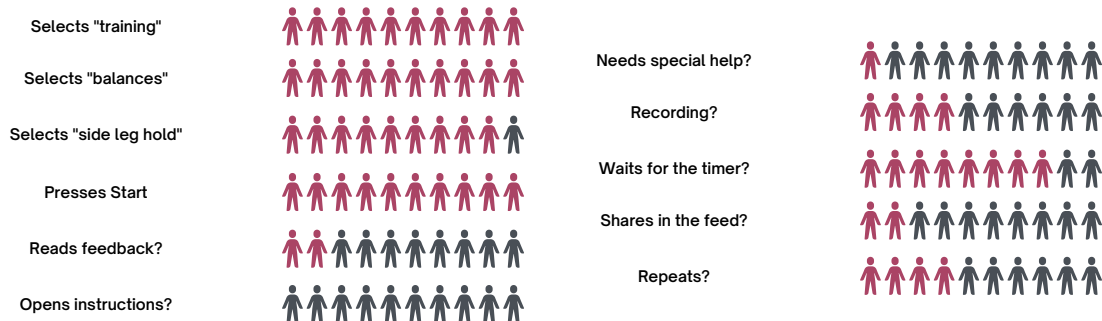 Selects "training"
Selects "balances"
Selects "side leg hold"
Presses Start
Reads feedback?
Opens instructions?
Needs special help?
Recording?
Waits for the timer?
Shares in the feed?
Repeats?